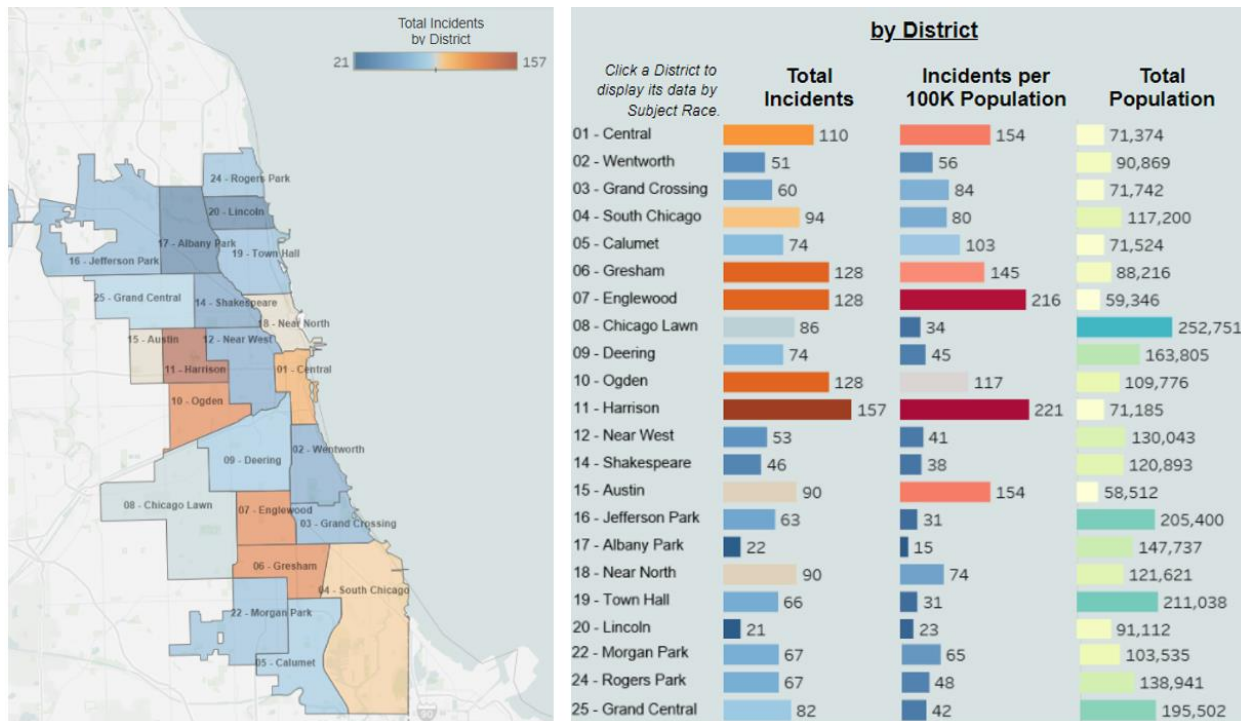 Total Incidents
by District
21
157
24 - Rogers Park
20 - Lincoln
17 - Albany Park
19 - Town Hall
16 - Jefferson Park
25 - Grand Central
14 - Shakespeare
18 - Near North
15 - Austin
12 - Near West
11 - Harrison
01 - Central
10 - Ogden
02 - Wentworth
09 - Deering
08 - Chicago Lawn
07 - Englewood
03 - Grand Crossing
06 - Gresham
04 - South Chicago
22 - Morgan Park
05 - Calumet
by District
Click a District to
display its data by
Subject Race.
Total
Incidents
Incidents per
100K Population
Total
Population
01 - Central 110 154 71,374
02 - Wentworth 51 56 90,869
03 - Grand Crossing 60 84 71,742
04 - South Chicago 94 80 117,200
05 - Calumet 74 103 71,524
06 - Gresham 128 145 88,216
07 - Englewood 128 216 59,346
08 - Chicago Lawn 86 34 252,751
09 - Deering 74 45 163,805
10 - Ogden 128 117 109,776
11 - Harrison 157 221 71,185
12 - Near West 53 41 130,043
14 - Shakespeare 46 38 120,893
15 - Austin 90 154 58,512
16 - Jefferson Park 63 31 205,400
17 - Albany Park 22 15 147,737
18 - Near North 90 74 121,621
19 - Town Hall 66 31 211,038
20 - Lincoln 21 23 91,112
22 - Morgan Park 67 65 103,535
24 - Rogers Park 67 48 138,941
25 - Grand Central 82 42 195,502